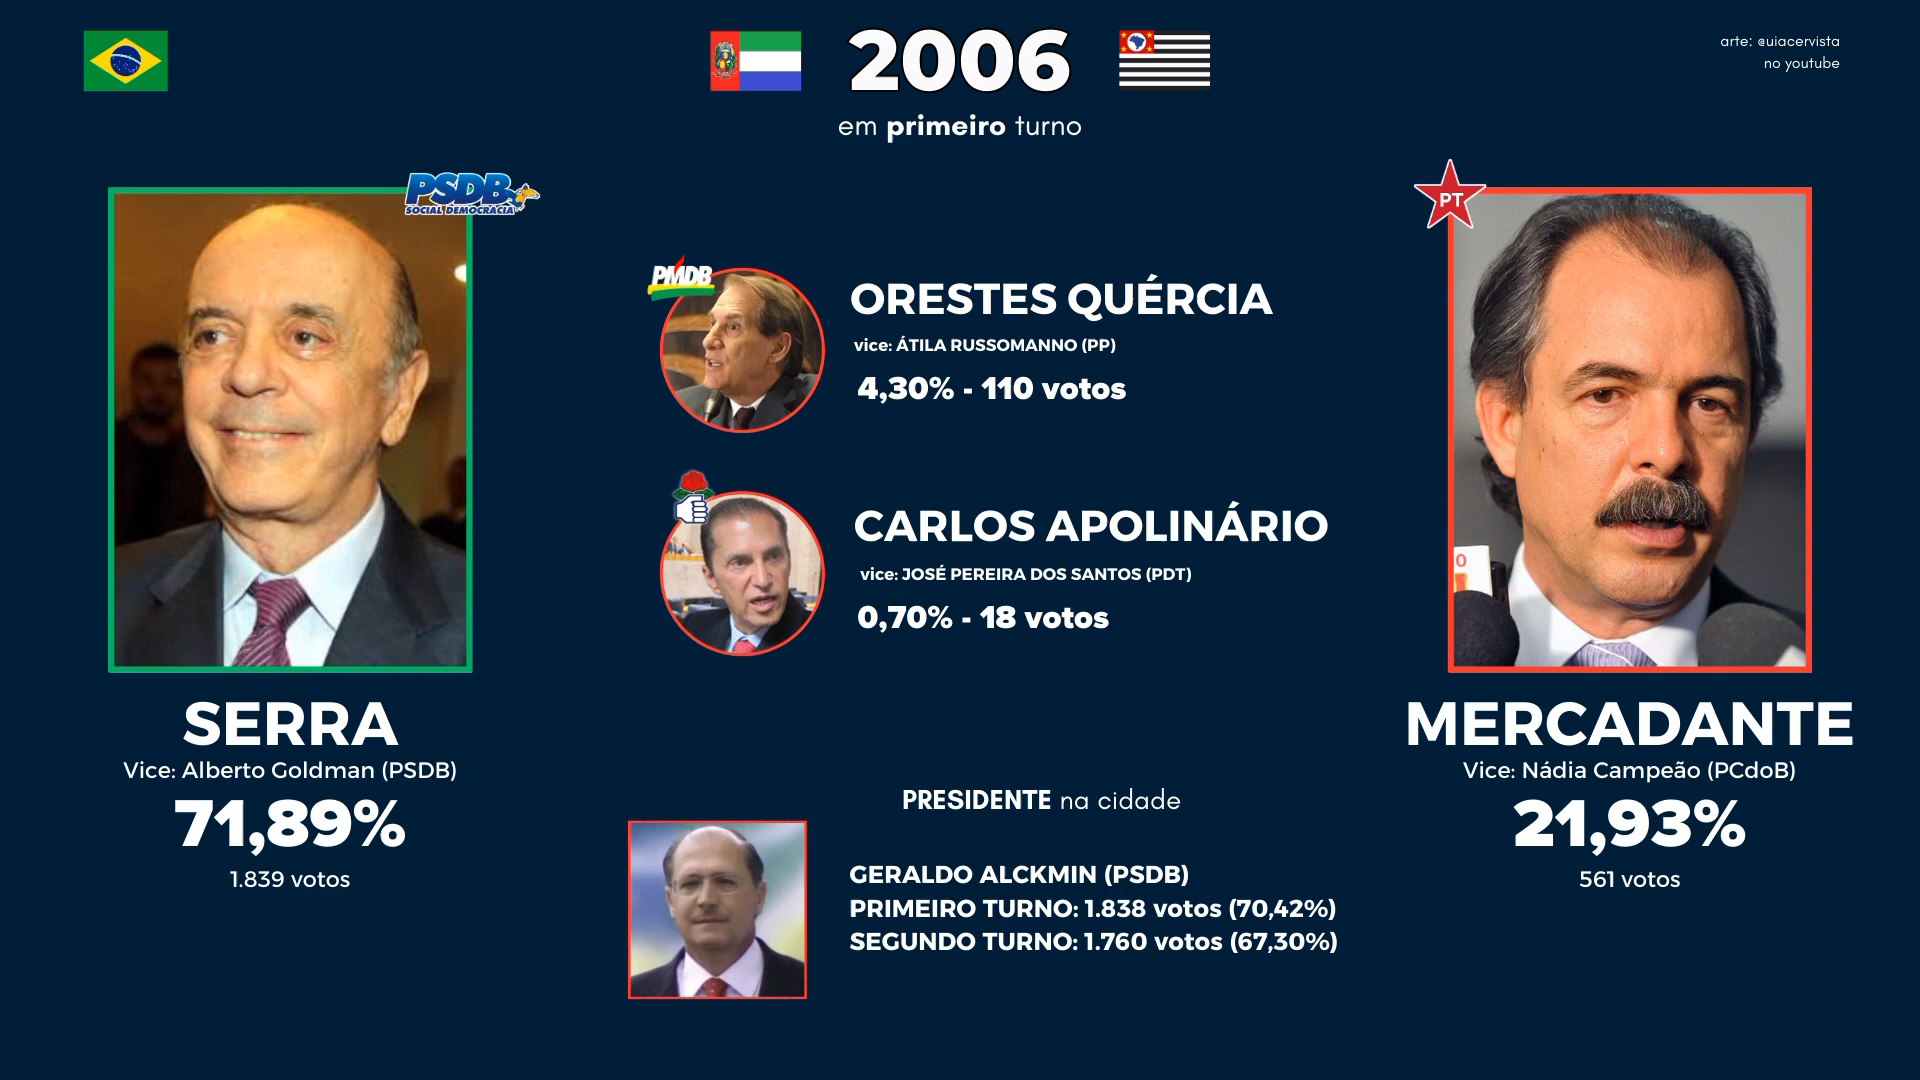 2006
em primeiro turno
arte: @uiacervista
no youtube
PSDB
SOCIAL DEMOCRACIA
SERRA
Vice: Alberto Goldman (PSDB)
71,89%
1.839 votos
PMDB
ORESTES QUÉRCIA
vice: ÁTILA RUSSOMANNO (PP)
4,30% - 110 votos
CARLOS APOLINÁRIO
vice: JOSÉ PEREIRA DOS SANTOS (PDT)
0,70% - 18 votos
PRESIDENTE na cidade
GERALDO ALCKMIN (PSDB)
PRIMEIRO TURNO: 1.838 votos (70,42%)
SEGUNDO TURNO: 1.760 votos (67,30%)
PT
MERCADANTE
Vice: Nádia Campeão (PCdoB)
21,93%
561 votos